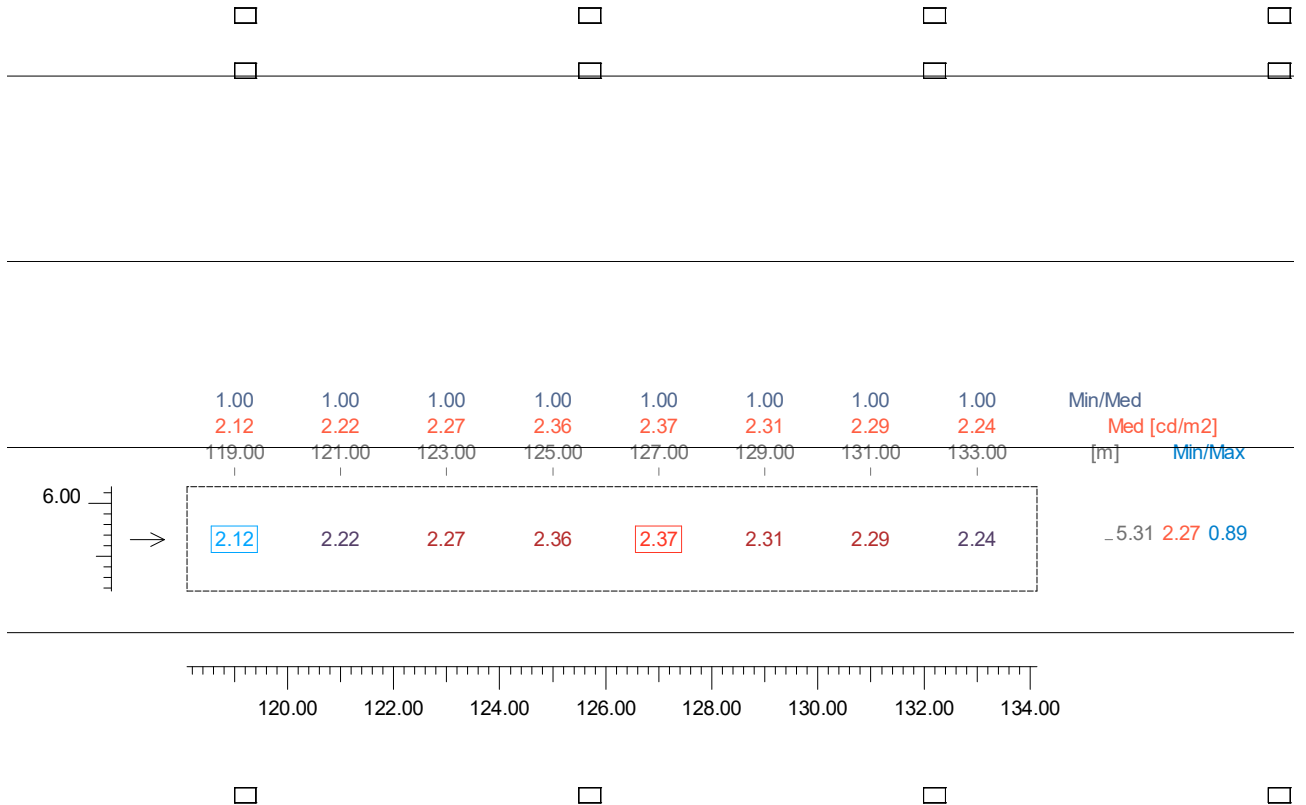 1.00 1.00 1.00 1.00 1.00 1.00 1.00 1.00 Min/Med
2.12 2.22 2.27 2.36 2.37 2.31 2.29 2.24 Med [cd/m2]
119.00 121.00 123.00 125.00 127.00 129.00 131.00 133.00 [m] Min/Max
6.00
2.12 2.22 2.27 2.36 2.37 2.31 2.29 2.24 5.31 2.27 0.89
120.00 122.00 124.00 126.00 128.00 130.00 132.00 134.00